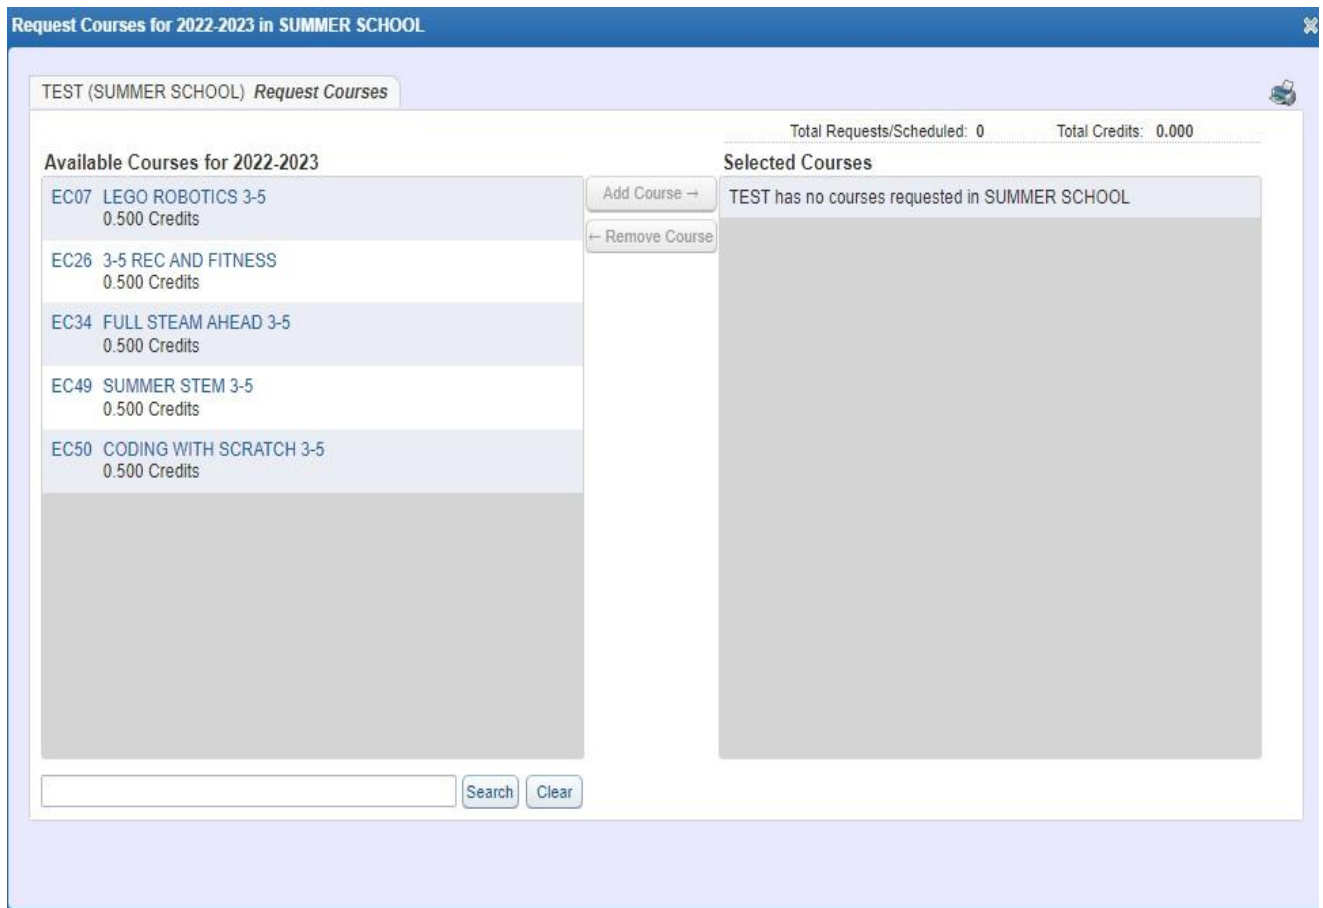 Request Courses for 2022-2023 in SUMMER SCHOOL
TEST (SUMMER SCHOOL) Request Courses
Total Requests/Scheduled: 0 Total Credits: 0.000
Available Courses for 2022-2023
Selected Courses
EC07 LEGO ROBOTICS 3-5
0.500 Credits
EC26 3-5 REC AND FITNESS
0.500 Credits
EC34 FULL STEAM AHEAD 3-5
0.500 Credits
EC49 SUMMER STEM 3-5
0.500 Credits
EC50 CODING WITH SCRATCH 3-5
0.500 Credits
Add Course →
← Remove Course
TEST has no courses requested in SUMMER SCHOOL
Search Clear